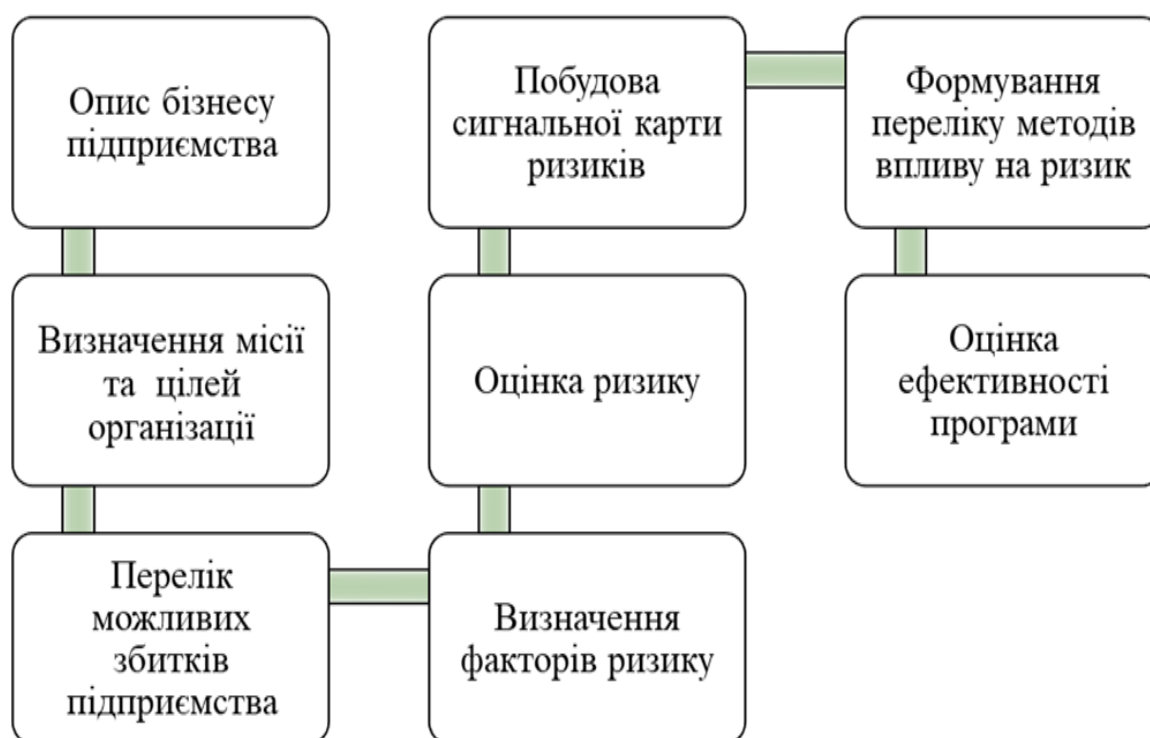 Опис бізнесу
підприємства
Визначення місії
та цілей
організації
Перелік
можливих
збитків
підприємства
Визначення
факторів ризику
Оцінка ризику
Побудова
сигнальної карти
ризиків
Формування
переліку методів
впливу на ризик
Оцінка
ефективності
програми